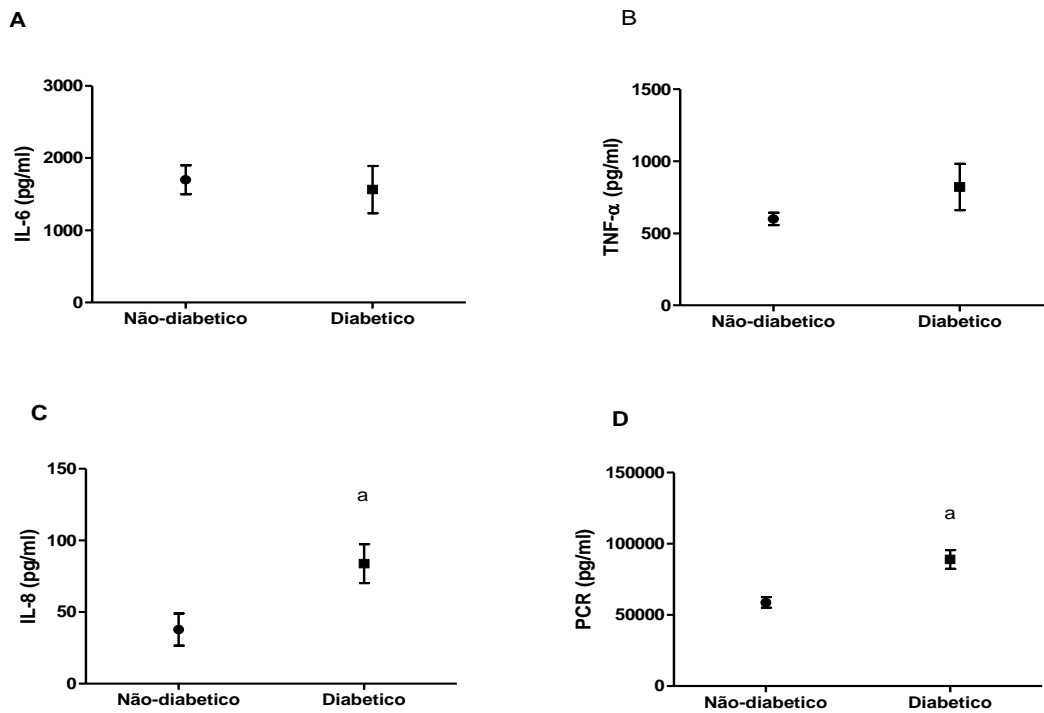 A
3000
2000
1000
0
IL-6 (pg/ml)
Não-diabetico Diabetico
B
1500
1000
500
0
TNF-α (pg/ml)
Não-diabetico Diabetico
C
150
100
50
0
IL-8 (pg/ml)
a
Não-diabetico Diabetico
D
150000
100000
50000
0
PCR (pg/ml)
a
Não-diabetico Diabetico